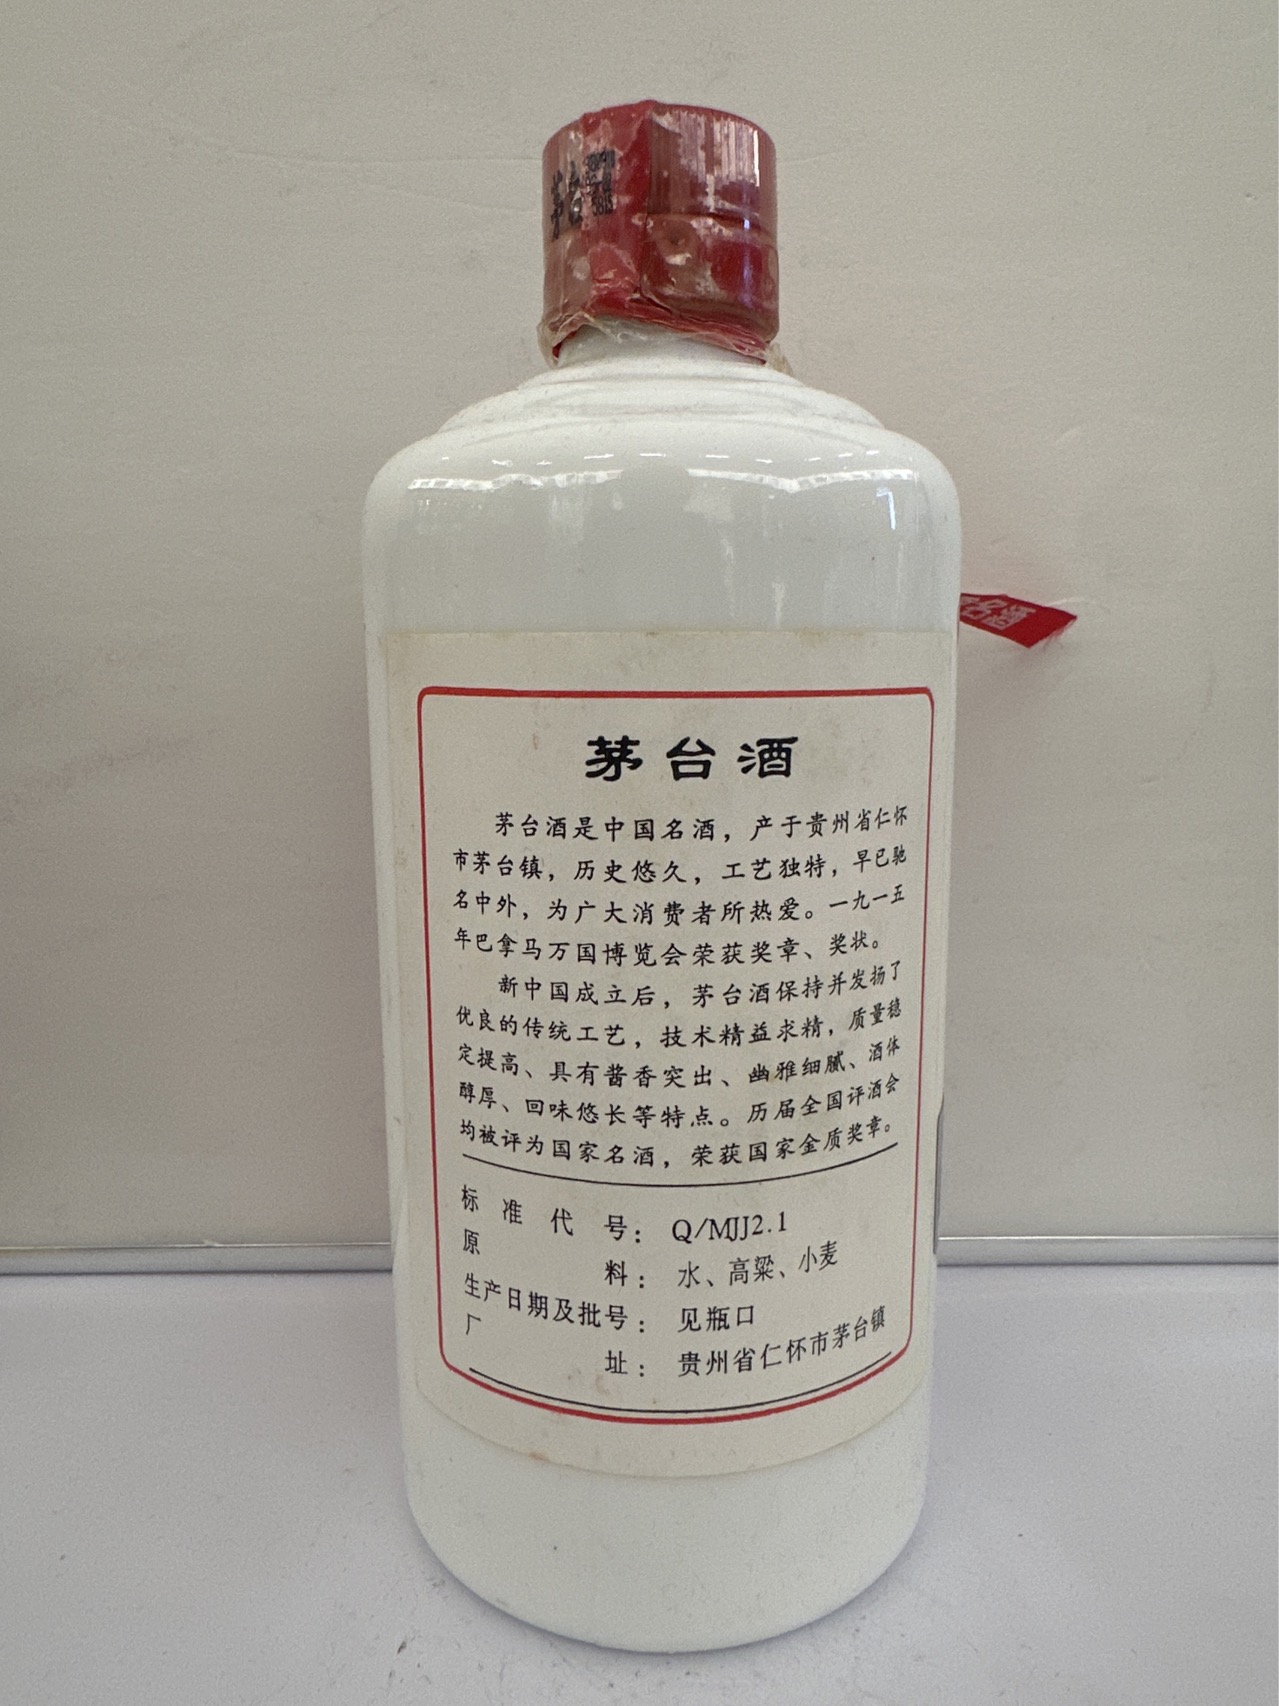 茅台
名酒
茅台酒
茅台酒是中国名酒，产于贵州省仁怀
市茅台镇，历史悠久，工艺独特，早已驰
名中外，为广大消费者所热爱。一九一五
年巴拿马万国博览会荣获奖章、奖状。
新中国成立后，茅台酒保持并发扬了
优良的传统工艺，技术精益求精，质量稳
定提高、具有酱香突出、幽雅细腻、酒体
醇厚、回味悠长等特点。历届全国评酒会
均被评为国家名酒，荣获国家金质奖章。
标准代号：Q/MJJ2.1
原料：水、高粱、小麦
生产日期及批号：见瓶口
厂址：贵州省仁怀市茅台镇